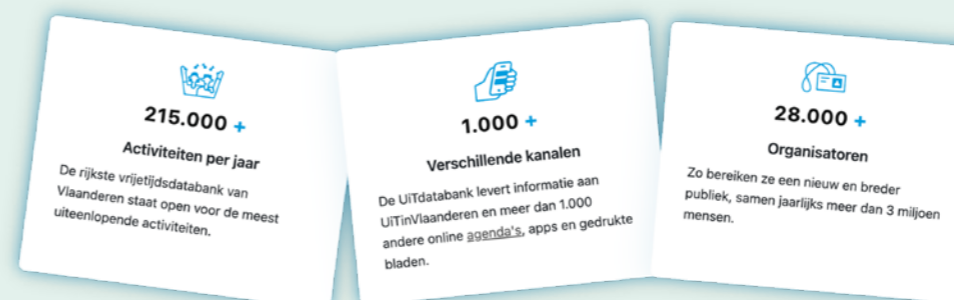 215.000 +
Activiteiten per jaar
De rijkste vrijetijdsdatabank van
Vlaanderen staat open voor de meest
uiteenlopende activiteiten.
1.000 +
Verschillende kanalen
De UiTdatabank levert informatie aan
UiTinVlaanderen en meer dan 1.000
andere online agenda's, apps en gedrukte
bladen.
28.000 +
Organisatoren
Zo bereiken ze een nieuw en breder
publiek, samen jaarlijks meer dan 3 miljoen
mensen.